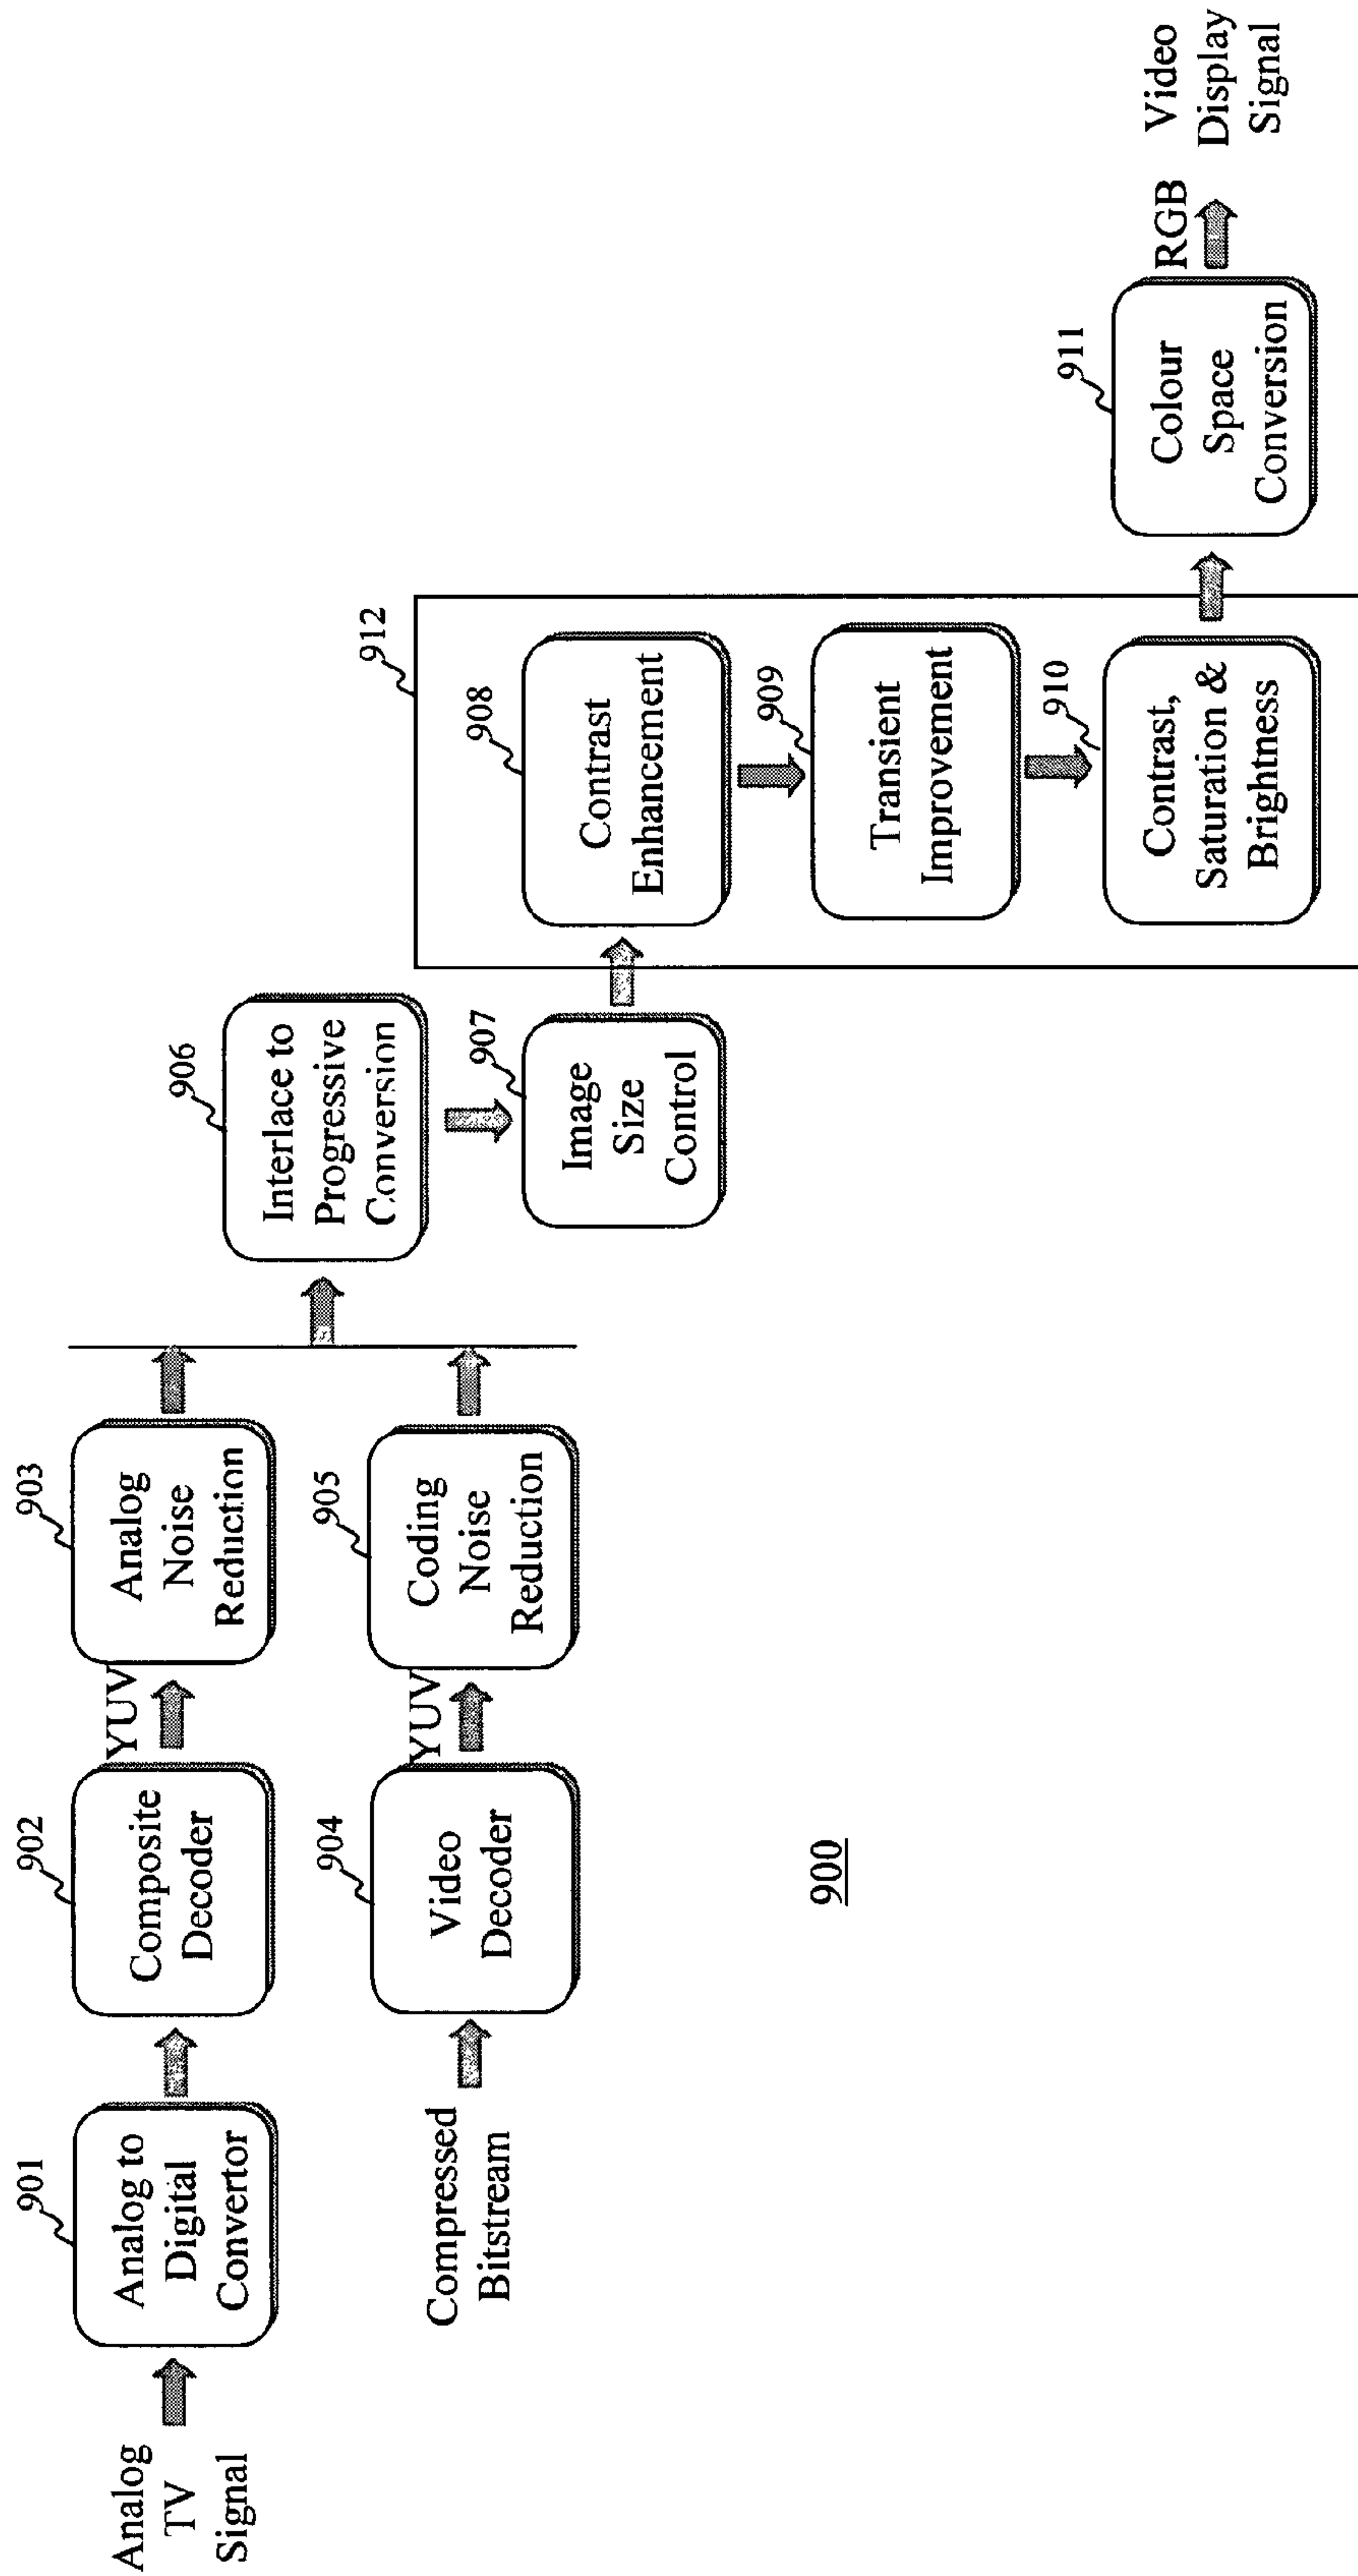 Analog
TV
Signal
901
Analog to
Digital
Convertor
902
Composite
Decoder
YUV
903
Analog
Noise
Reduction
Compressed
Bitstream
904
Video
Decoder
YUV
905
Coding
Noise
Reduction
906
Interlace to
Progressive
Conversion
907
Image
Size
Control
912
908
Contrast
Enhancement
909
Transient
Improvement
910
Contrast,
Saturation &
Brightness
911
Colour
Space
Conversion
RGB
Video
Display
Signal
900